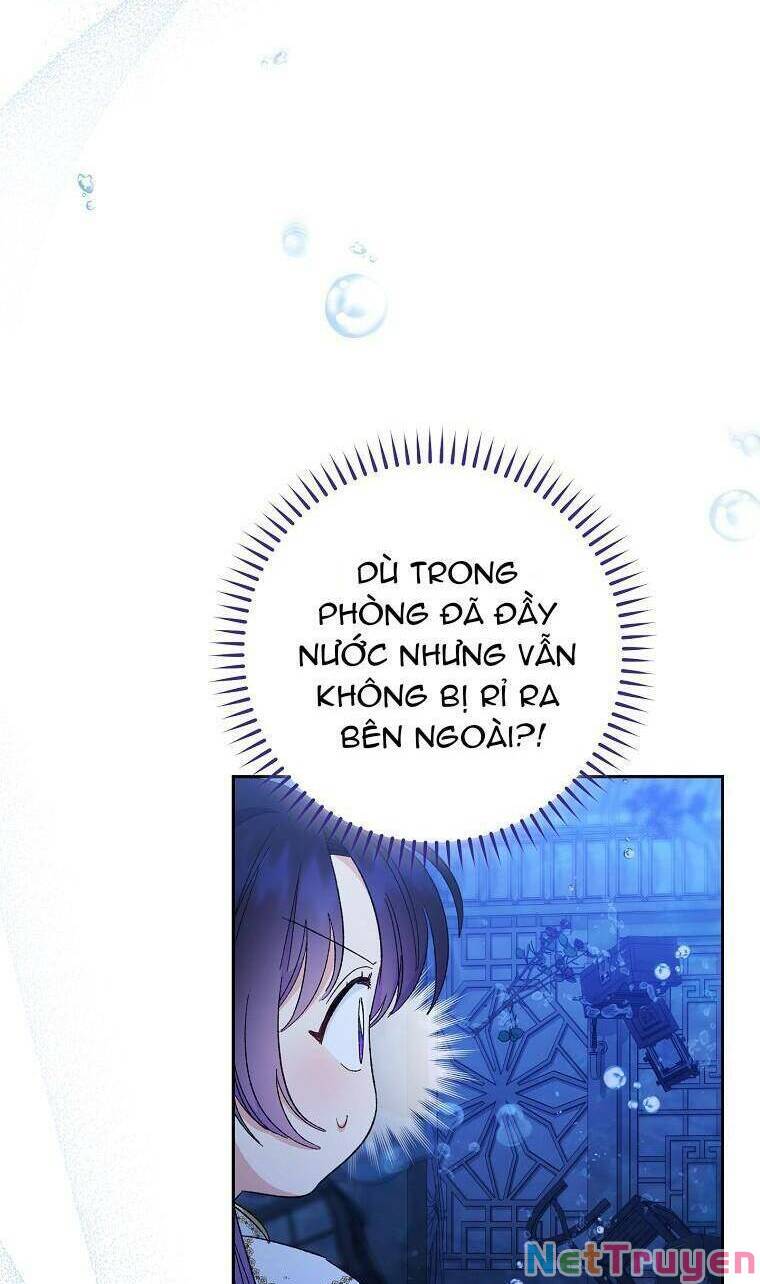 DÙ TRONG
PHÒNG ĐÃ ĐẦY
NƯỚC NHƯNG VẪN
KHÔNG BỊ RỈ RA
BÊN NGOÀI?!
NetTruyen